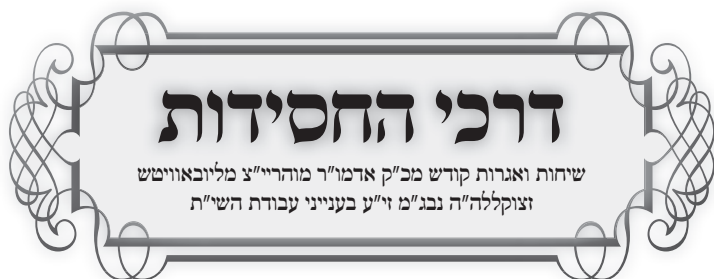 דרכי החסידות
שיחות ואגרות קודש מכ"ק אדמו"ר מוהריי"צ מליובאוויטש
זצוקללה"ה נבג"מ זי"ע בענייני עבודת השי"ת